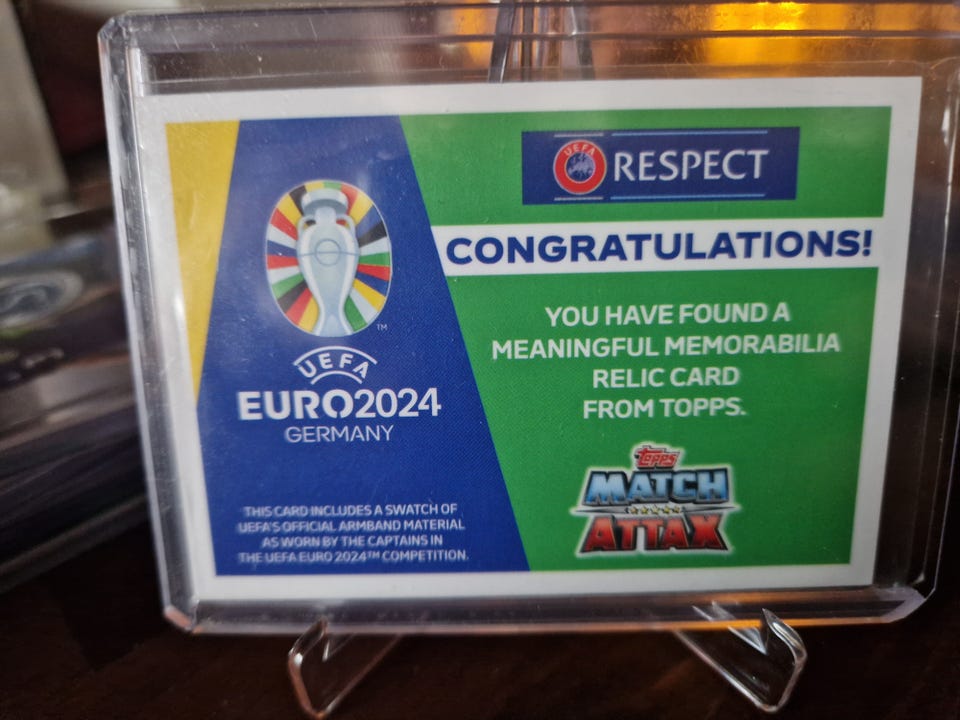 UEFA
RESPECT
CONGRATULATIONS!
YOU HAVE FOUND A
MEANINGFUL MEMORABILIA
RELIC CARD
FROM TOPPS.
TM
UEFA
EURO2024
GERMANY
THIS CARD INCLUDES A SWATCH OF
UEFA'S OFFICIAL ARMBAND MATERIAL
AS WORN BY THE CAPTAINS IN
THE UEFA EURO 2024™ COMPETITION.
Topps
MATCH
ATTAX